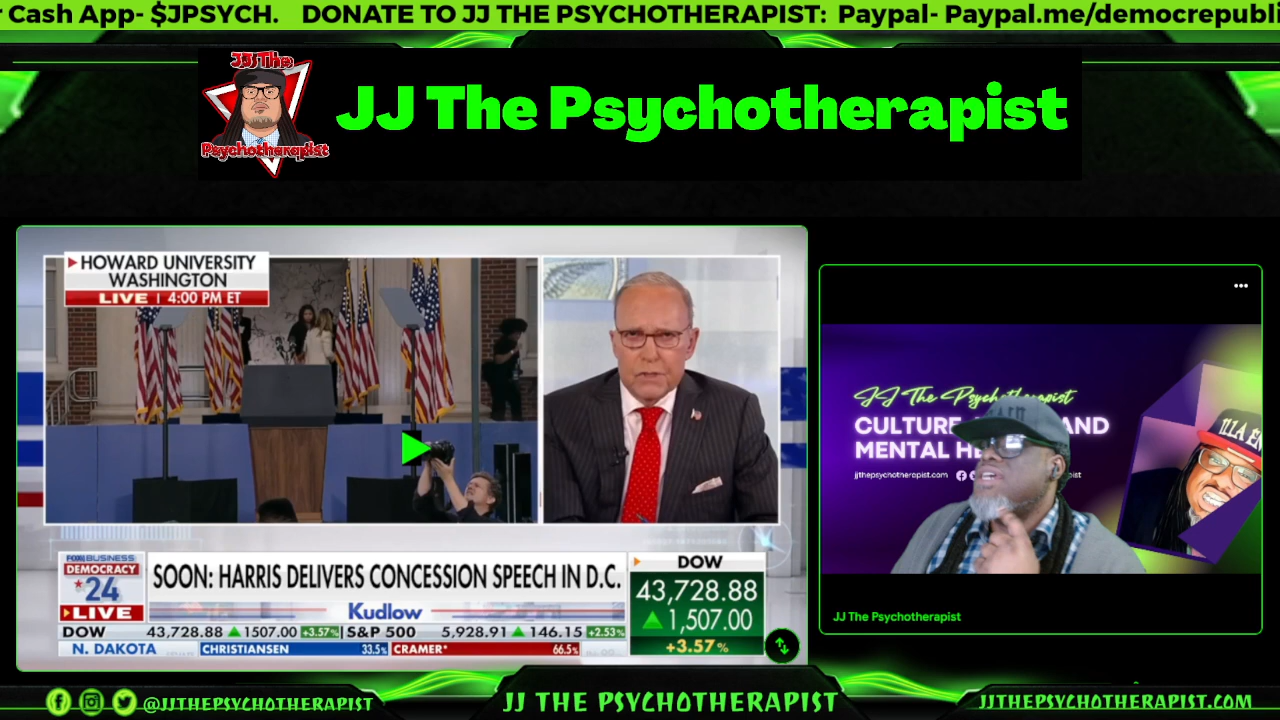 Cash App- $JPSYCH. DONATE TO JJ THE PSYCHOTHERAPIST: Paypal- Paypal.me/democrepubli
JJ The
Psychotherapist
JJ The Psychotherapist
HOWARD UNIVERSITY
WASHINGTON
LIVE | 4:00 PM ET
FOX BUSINESS
DEMOCRACY
24
LIVE
SOON: HARRIS DELIVERS CONCESSION SPEECH IN D.C.
Kudlow
DOW
43,728.88
1,507.00
+3.57%
DOW 43,728.88 1507.00 +3.57% | S&P 500 5,928.91 146.15 +2.53%
N. DAKOTA CHRISTIANSEN 33.5% CRAMER* 66.5%
JJ The Psychotherapist
CULTURE AND
MENTAL HE
jjthepsychotherapist.com
JJ The Psychotherapist
@JJTHEPSYCHOTHERAPIST
JJ THE PSYCHOTHERAPIST
JJTHEPSYCHOTHERAPIST.COM